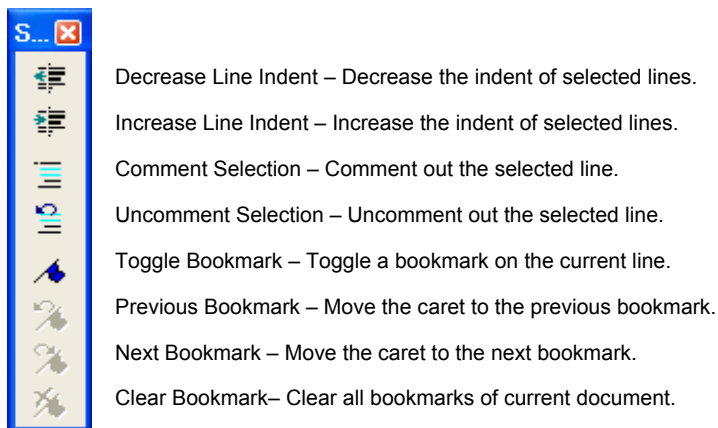 S...
Decrease Line Indent – Decrease the indent of selected lines.
Increase Line Indent – Increase the indent of selected lines.
Comment Selection – Comment out the selected line.
Uncomment Selection – Uncomment out the selected line.
Toggle Bookmark – Toggle a bookmark on the current line.
Previous Bookmark – Move the caret to the previous bookmark.
Next Bookmark – Move the caret to the next bookmark.
Clear Bookmark– Clear all bookmarks of current document.